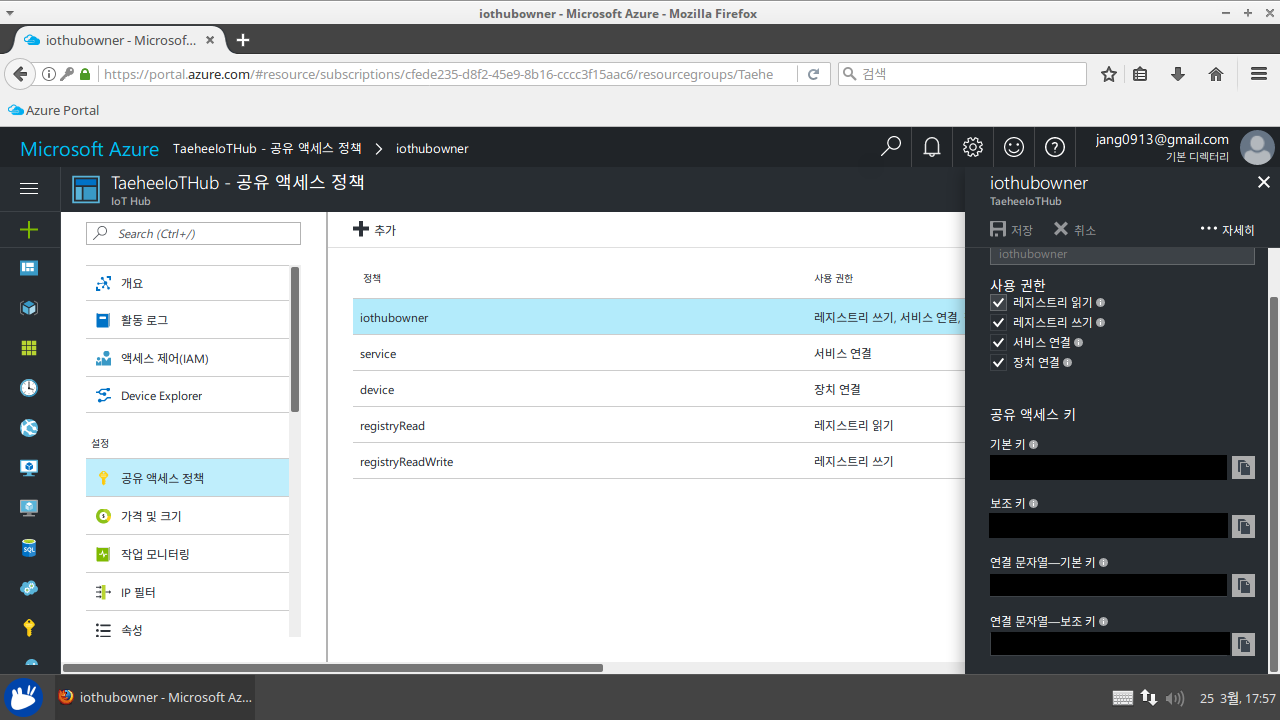 iothubowner - Microsoft Azure - Mozilla Firefox
iothubowner - Microsof...
https://portal.azure.com/#resource/subscriptions/cfede235-d8f2-45e9-8b16-cccc3f15aac6/resourcegroups/Taehe
검색
Azure Portal
Microsoft Azure
TaeheeIoTHub - 공유 액세스 정책
iothubowner
jang0913@gmail.com
기본 디렉터리
TaeheeIoTHub - 공유 액세스 정책
IoT Hub
Search (Ctrl+/)
개요
활동 로그
액세스 제어(IAM)
Device Explorer
설정
공유 액세스 정책
가격 및 크기
작업 모니터링
IP 필터
속성
추가
정책
사용 권한
iothubowner
레지스트리 쓰기, 서비스 연결,
service
서비스 연결
device
장치 연결
registryRead
레지스트리 읽기
registryReadWrite
레지스트리 쓰기
iothubowner
TaeheeIoTHub
저장
취소
자세히
iothubowner
사용 권한
레지스트리 읽기
레지스트리 쓰기
서비스 연결
장치 연결
공유 액세스 키
기본 키
보조 키
연결 문자열—기본 키
연결 문자열—보조 키
iothubowner - Microsoft Az...
25 3월, 17:57